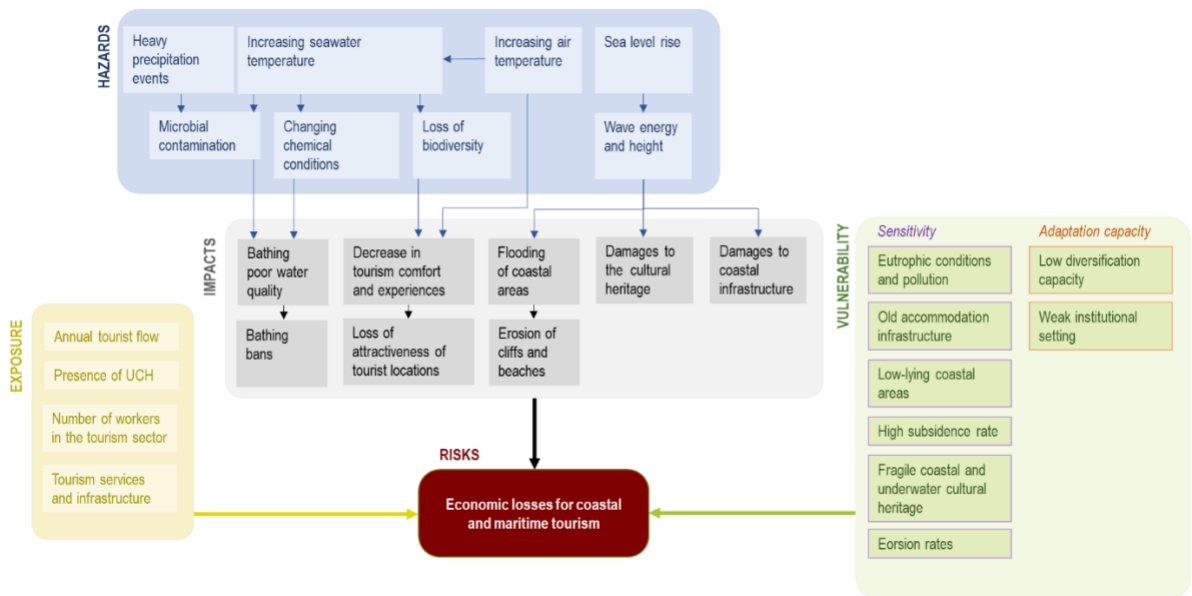 HAZARDS
Heavy
precipitation
events
Increasing seawater
temperature
Increasing air
temperature
Sea level rise
Microbial
contamination
Changing
chemical
conditions
Loss of
biodiversity
Wave energy
and height
IMPACTS
Bathing
poor water
quality
Decrease in
tourism comfort
and experiences
Flooding
of coastal
areas
Damages to
the cultural
heritage
Damages to
coastal
infrastructure
Bathing
bans
Loss of
attractiveness of
tourist locations
Erosion of
cliffs and
beaches
EXPOSURE
Annual tourist flow
Presence of UCH
Number of workers
in the tourism sector
Tourism services
and infrastructure
RISKS
Economic losses for coastal
and maritime tourism
VULNERABILITY
Sensitivity
Eutrophic conditions
and pollution
Old accommodation
infrastructure
Low-lying coastal
areas
High subsidence rate
Fragile coastal and
underwater cultural
heritage
Eorsion rates
Adaptation capacity
Low diversification
capacity
Weak institutional
setting